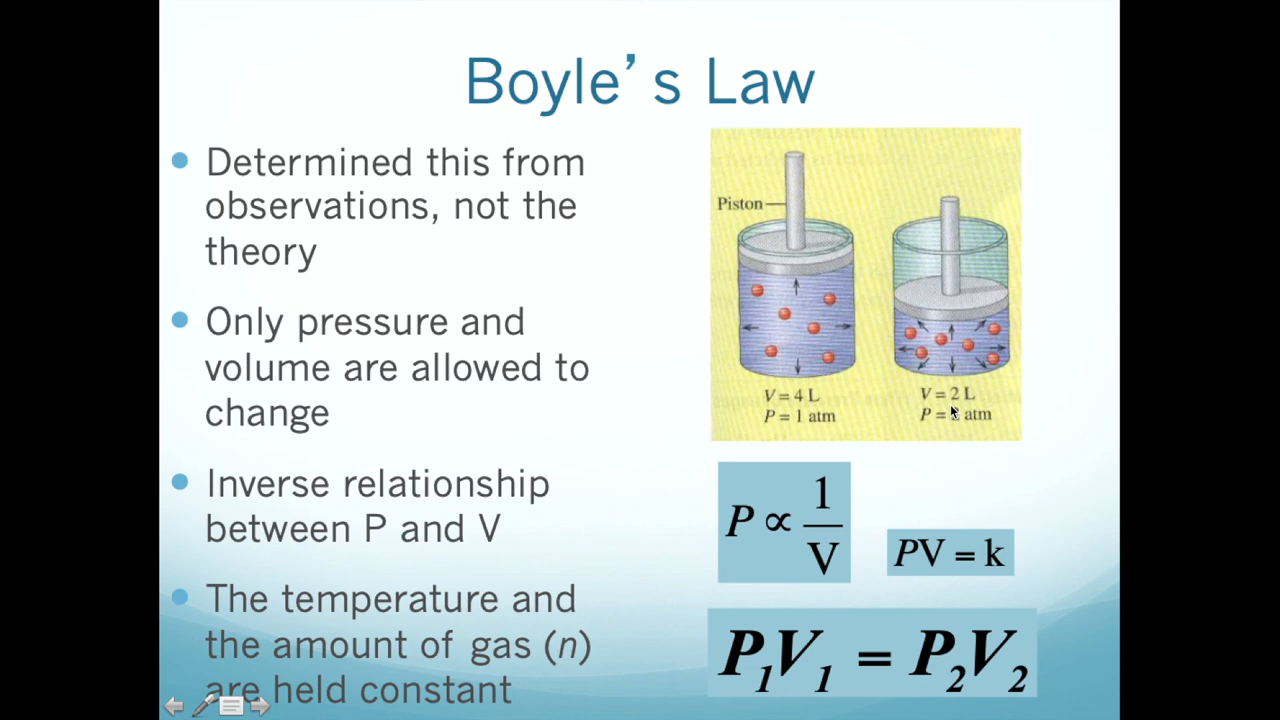 Boyle’s Law
• Determined this from
observations, not the
theory
• Only pressure and
volume are allowed to
change
• Inverse relationship
between P and V
• The temperature and
the amount of gas (n)
are held constant
Piston
V = 4 L
P = 1 atm
V = 2 L
P = atm
P ∝ 1/V
PV = k
P₁V₁ = P₂V₂